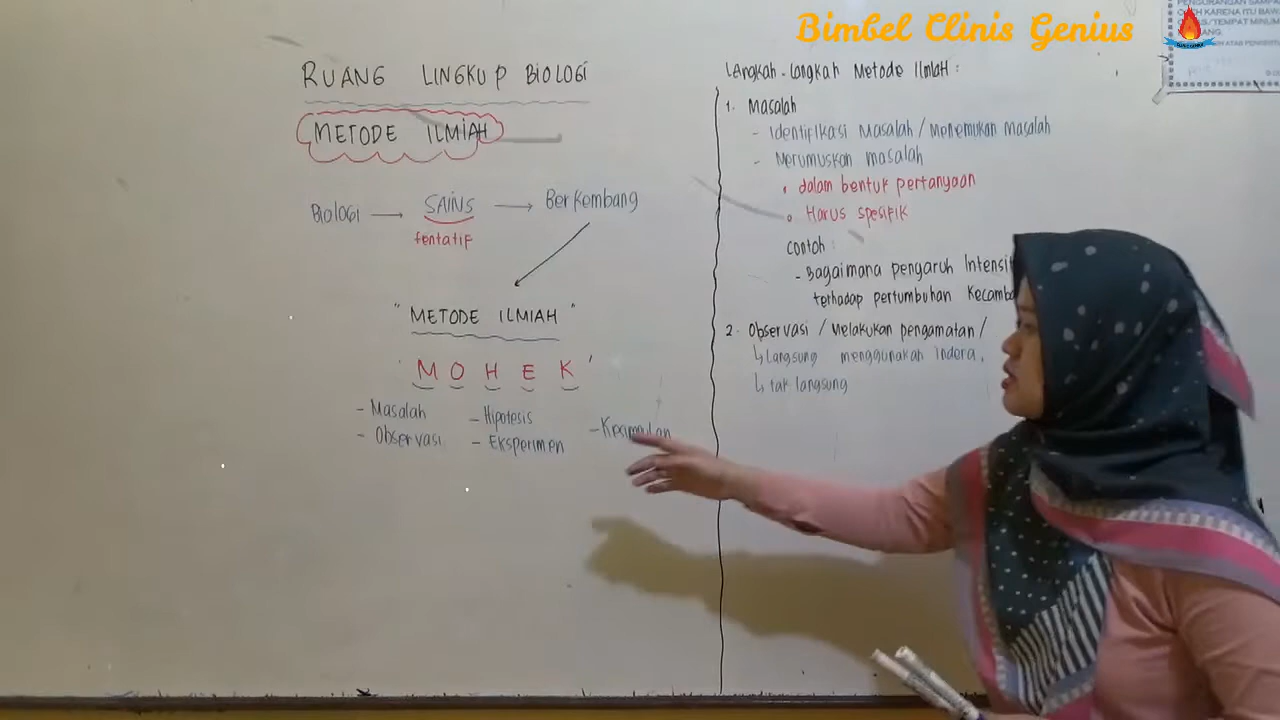 Bimbel Clinis Genius
RUANG LINGKUP BIOLOGI
METODE ILMIAH
Biologi → SAINS → Berkembang
tentatif
" METODE ILMIAH "
' M O H E K '
- Masalah
- Observasi
- Hipotesis
- Eksperimen
- Kesimpulan
Langkah-langkah Metode Ilmiah :
1. Masalah
- Identifikasi Masalah / Menemukan masalah
- Merumuskan masalah
• dalam bentuk pertanyaan
• Harus spesifik
Contoh :
- Bagaimana pengaruh
terhadap pertumbuhan
2. Observasi / Melakukan pengamatan /
↳ Langsung menggunakan Indera.
↳ tak langsung